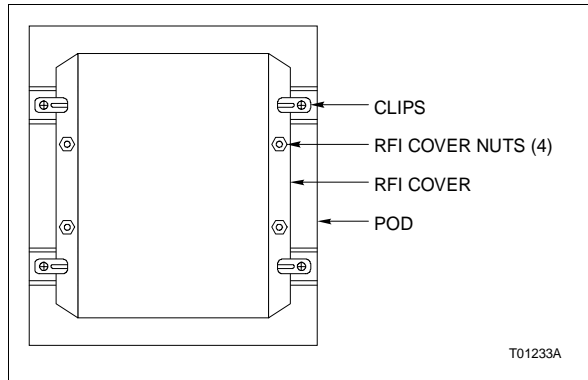 CLIPS
RFI COVER NUTS (4)
RFI COVER
POD
T01233A